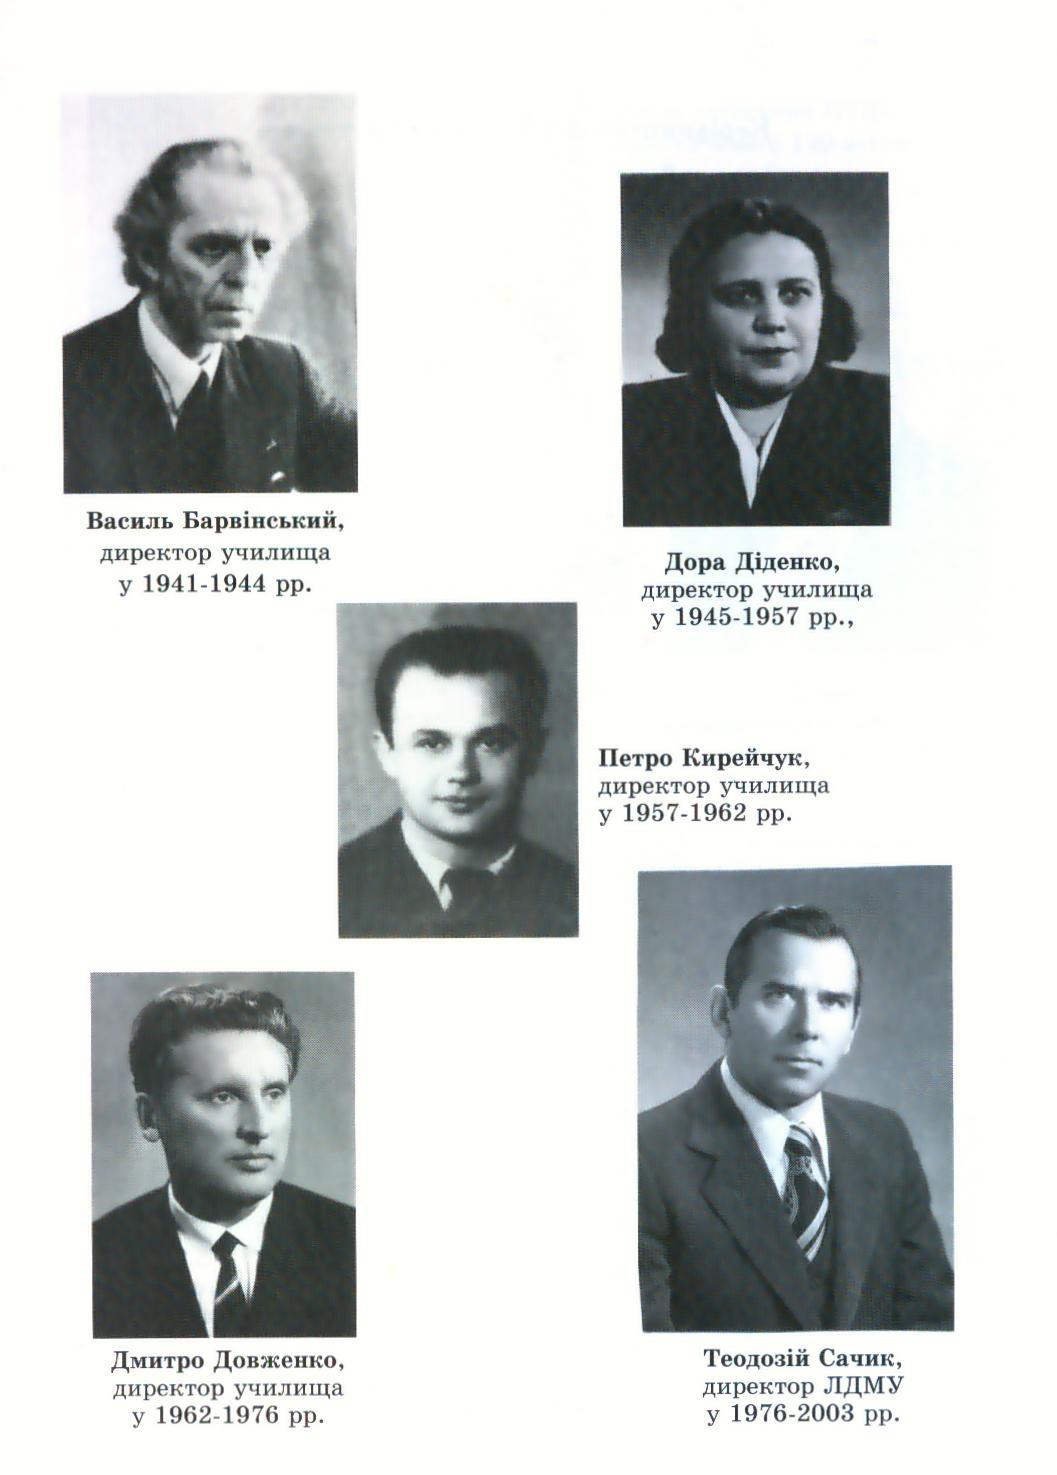 Василь Барвінський,
директор училища
у 1941-1944 рр.
Дора Діденко,
директор училища
у 1945-1957 рр.,
Петро Кирейчук,
директор училища
у 1957-1962 рр.
Дмитро Довженко,
директор училища
у 1962-1976 рр.
Теодозій Сачик,
директор ЛДМУ
у 1976-2003 рр.